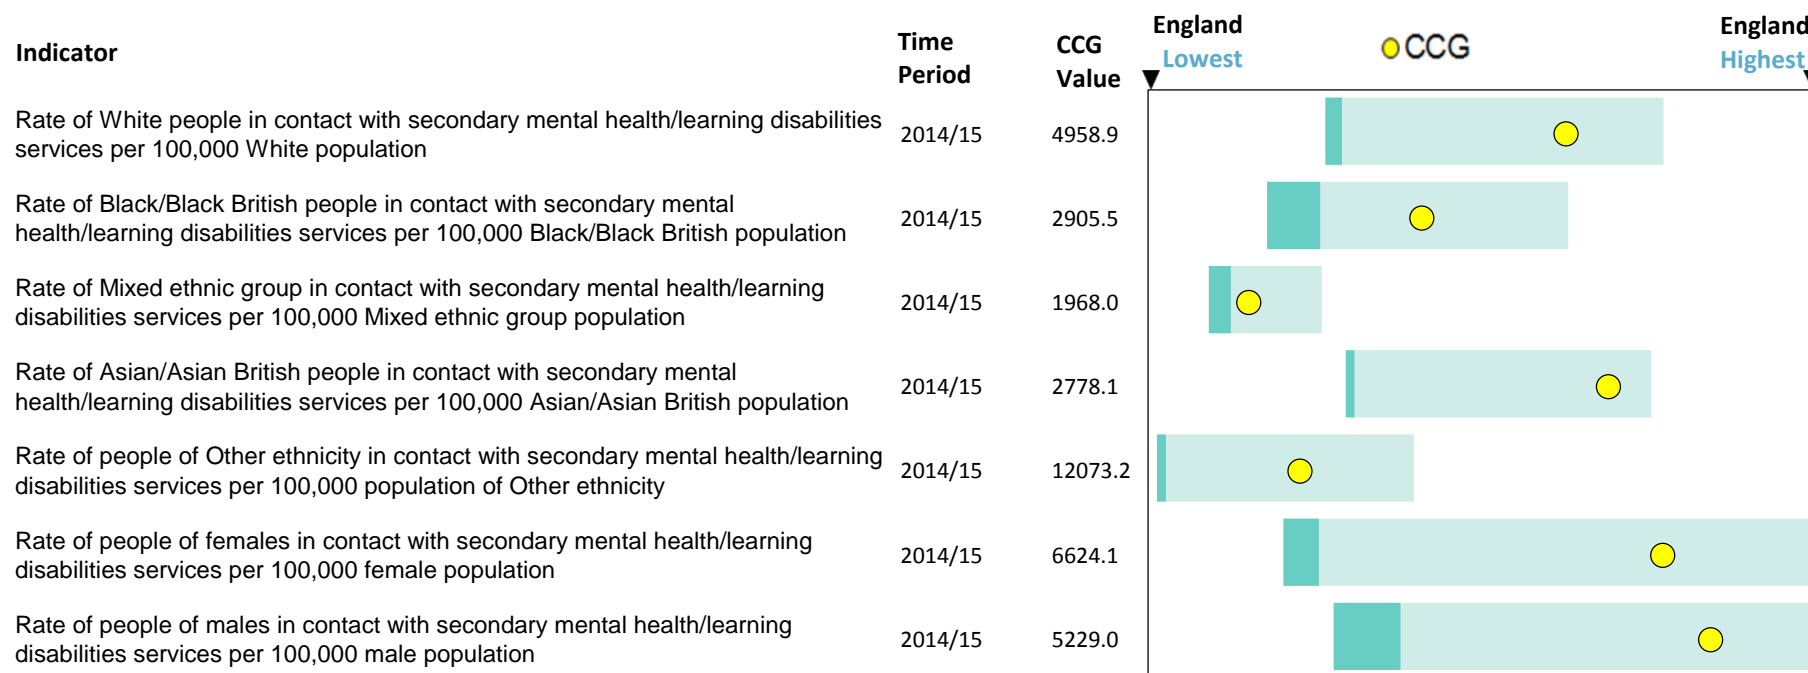 Indicator
Time
Period
CCG
Value
England
Lowest
CCG
England
Highest
Rate of White people in contact with secondary mental health/learning disabilities
services per 100,000 White population
2014/15
4958.9
Rate of Black/Black British people in contact with secondary mental
health/learning disabilities services per 100,000 Black/Black British population
2014/15
2905.5
Rate of Mixed ethnic group in contact with secondary mental health/learning
disabilities services per 100,000 Mixed ethnic group population
2014/15
1968.0
Rate of Asian/Asian British people in contact with secondary mental
health/learning disabilities services per 100,000 Asian/Asian British population
2014/15
2778.1
Rate of people of Other ethnicity in contact with secondary mental health/learning
disabilities services per 100,000 population of Other ethnicity
2014/15
12073.2
Rate of people of females in contact with secondary mental health/learning
disabilities services per 100,000 female population
2014/15
6624.1
Rate of people of males in contact with secondary mental health/learning
disabilities services per 100,000 male population
2014/15
5229.0